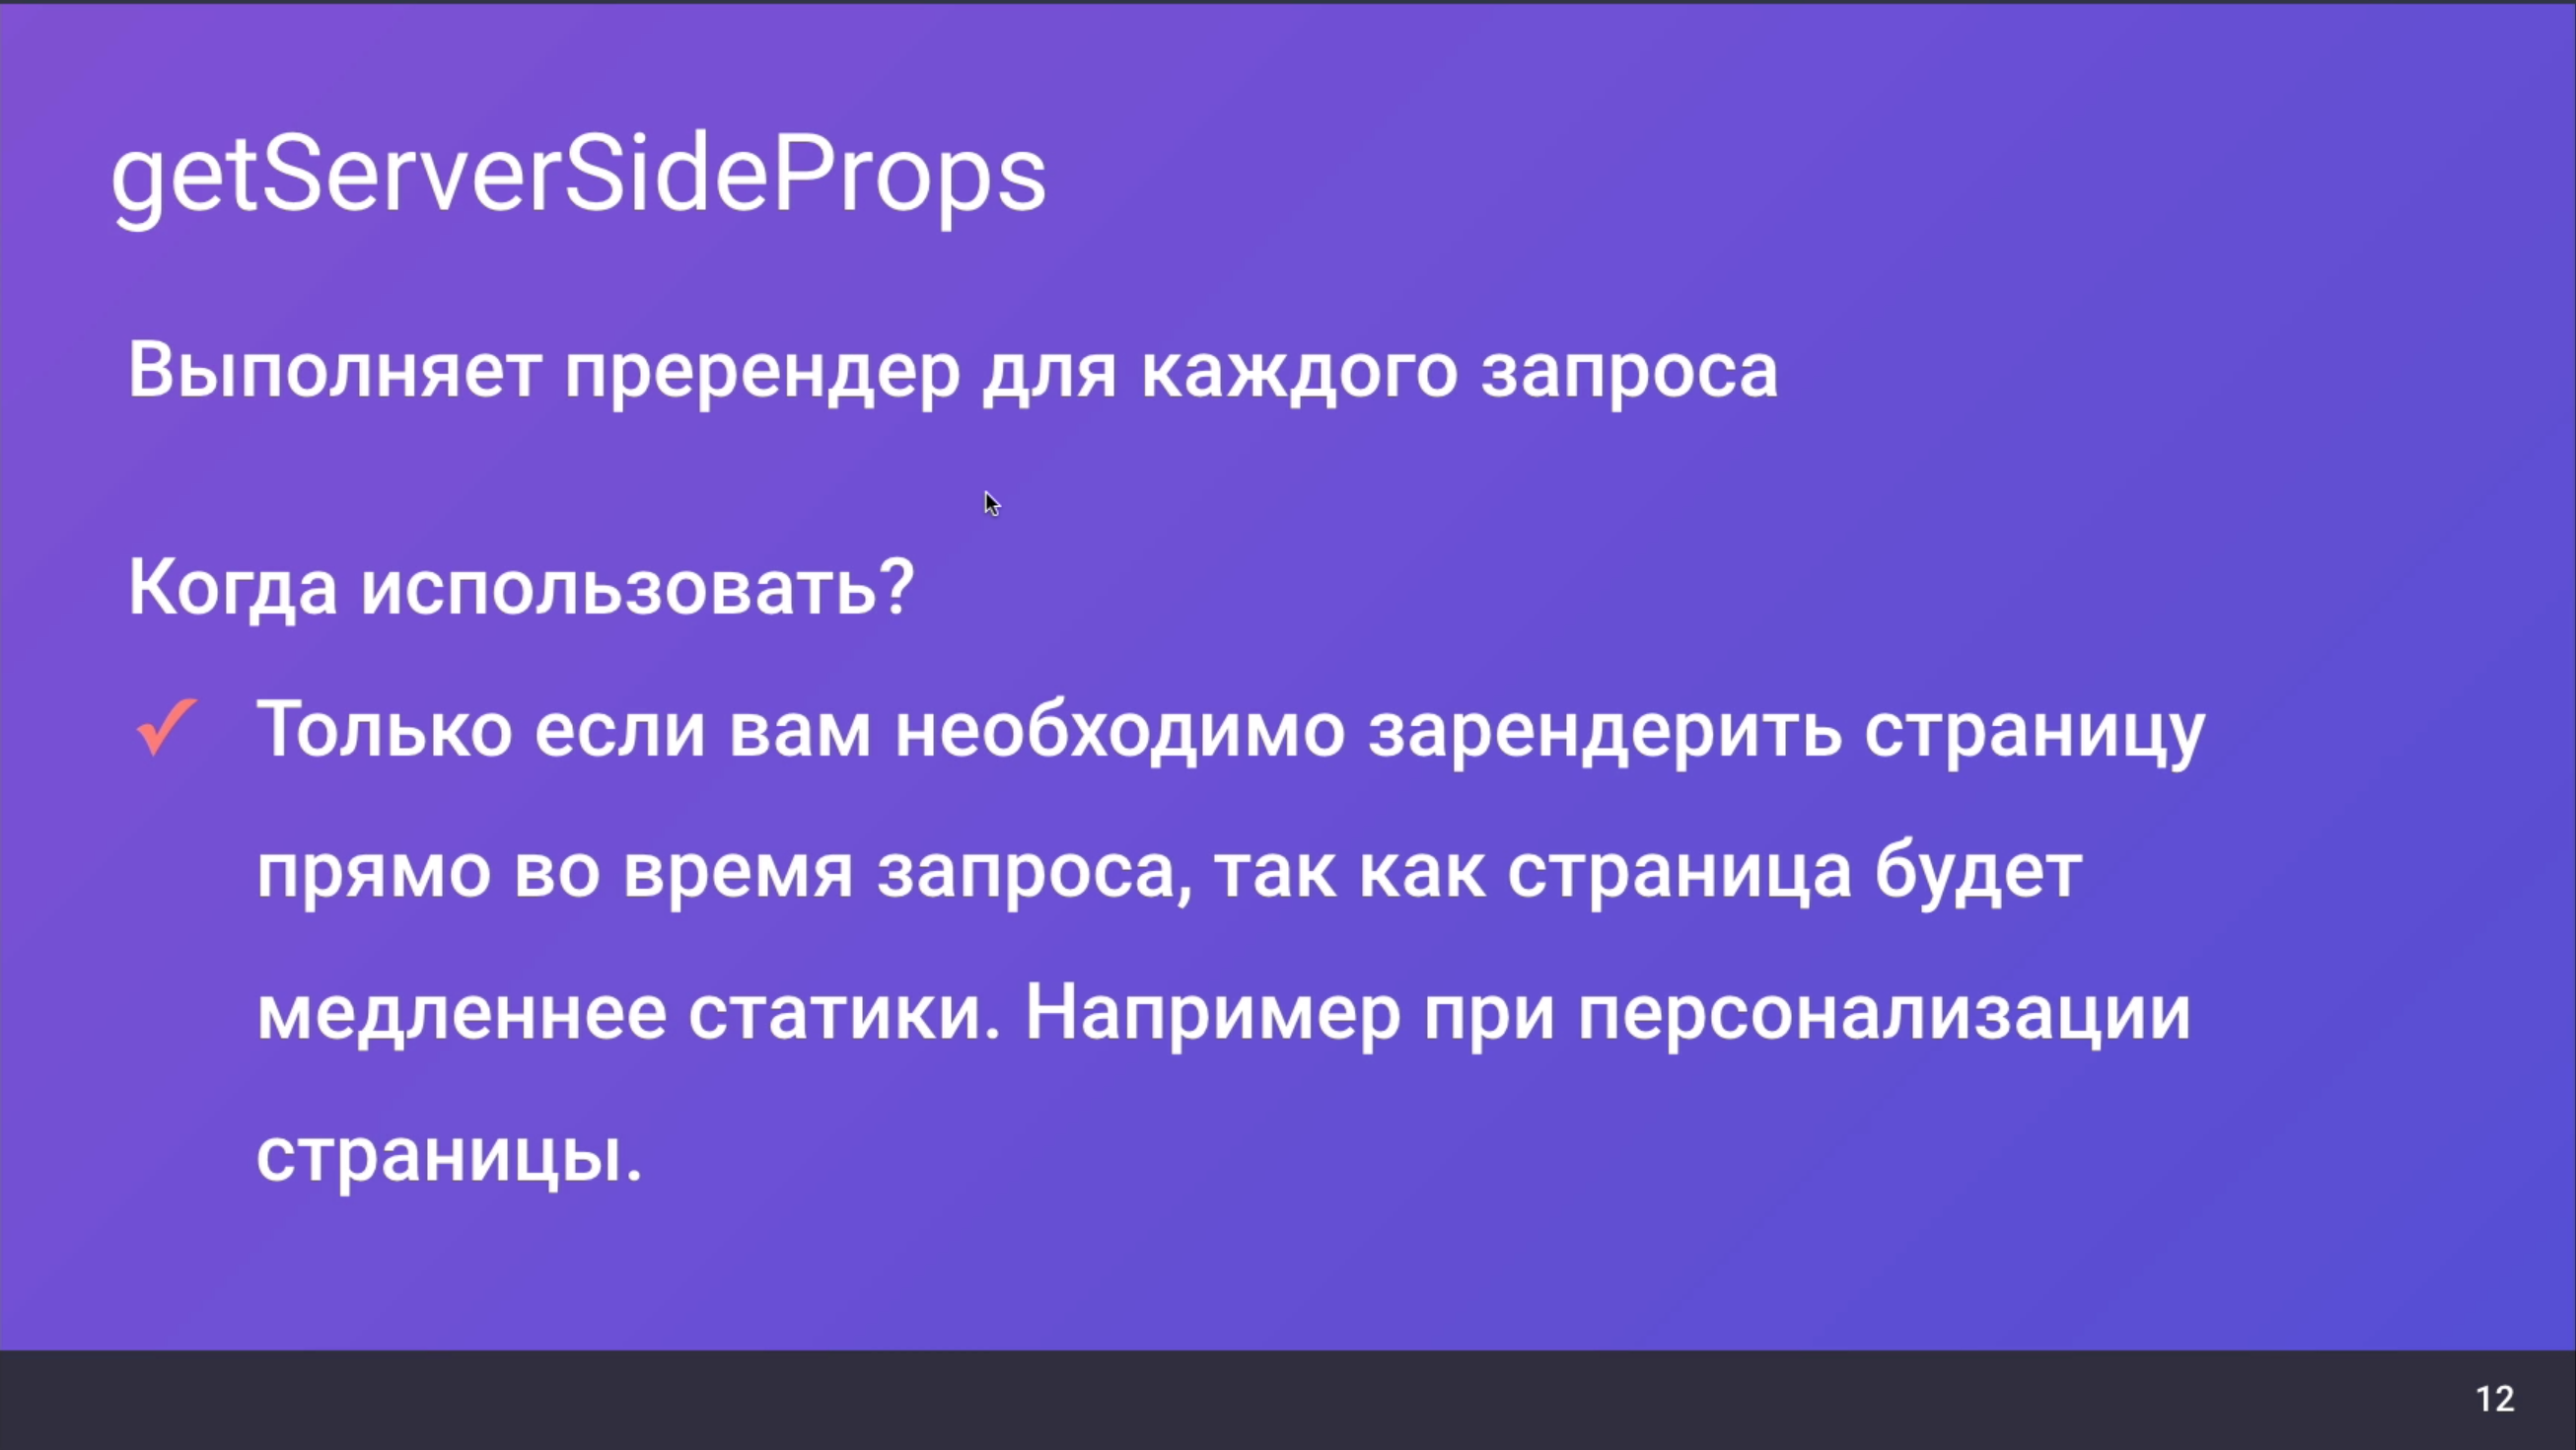 getServerSideProps
Выполняет пререндер для каждого запроса
Когда использовать?
✓ Только если вам необходимо зарендерить страницу
прямо во время запроса, так как страница будет
медленнее статики. Например при персонализации
страницы.
12